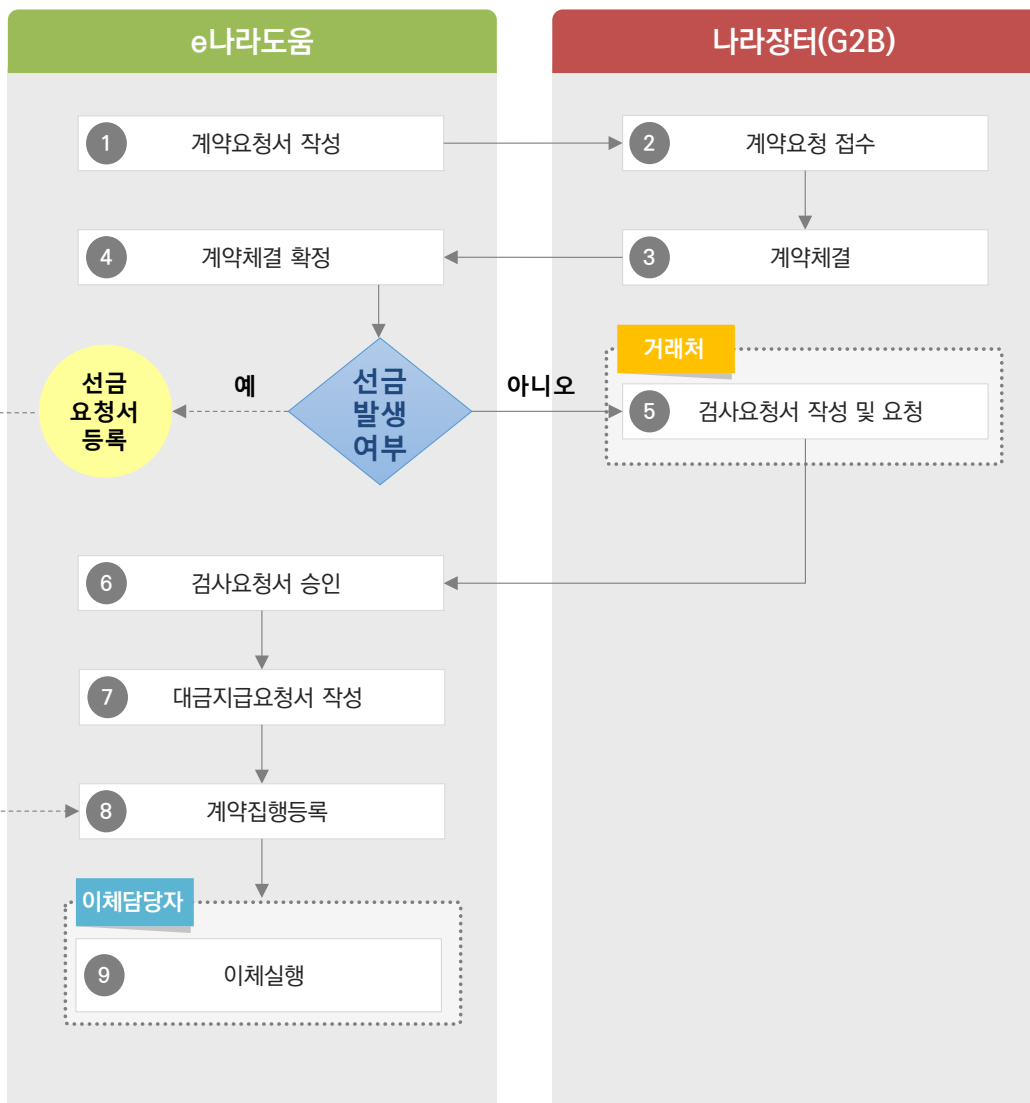 e나라도움
나라장터(G2B)
1 계약요청서 작성
2 계약요청 접수
4 계약체결 확정
3 계약체결
선금
요청서
등록
예
선금
발생
여부
아니오
거래처
5 검사요청서 작성 및 요청
6 검사요청서 승인
7 대금지급요청서 작성
8 계약집행등록
이체담당자
9 이체실행